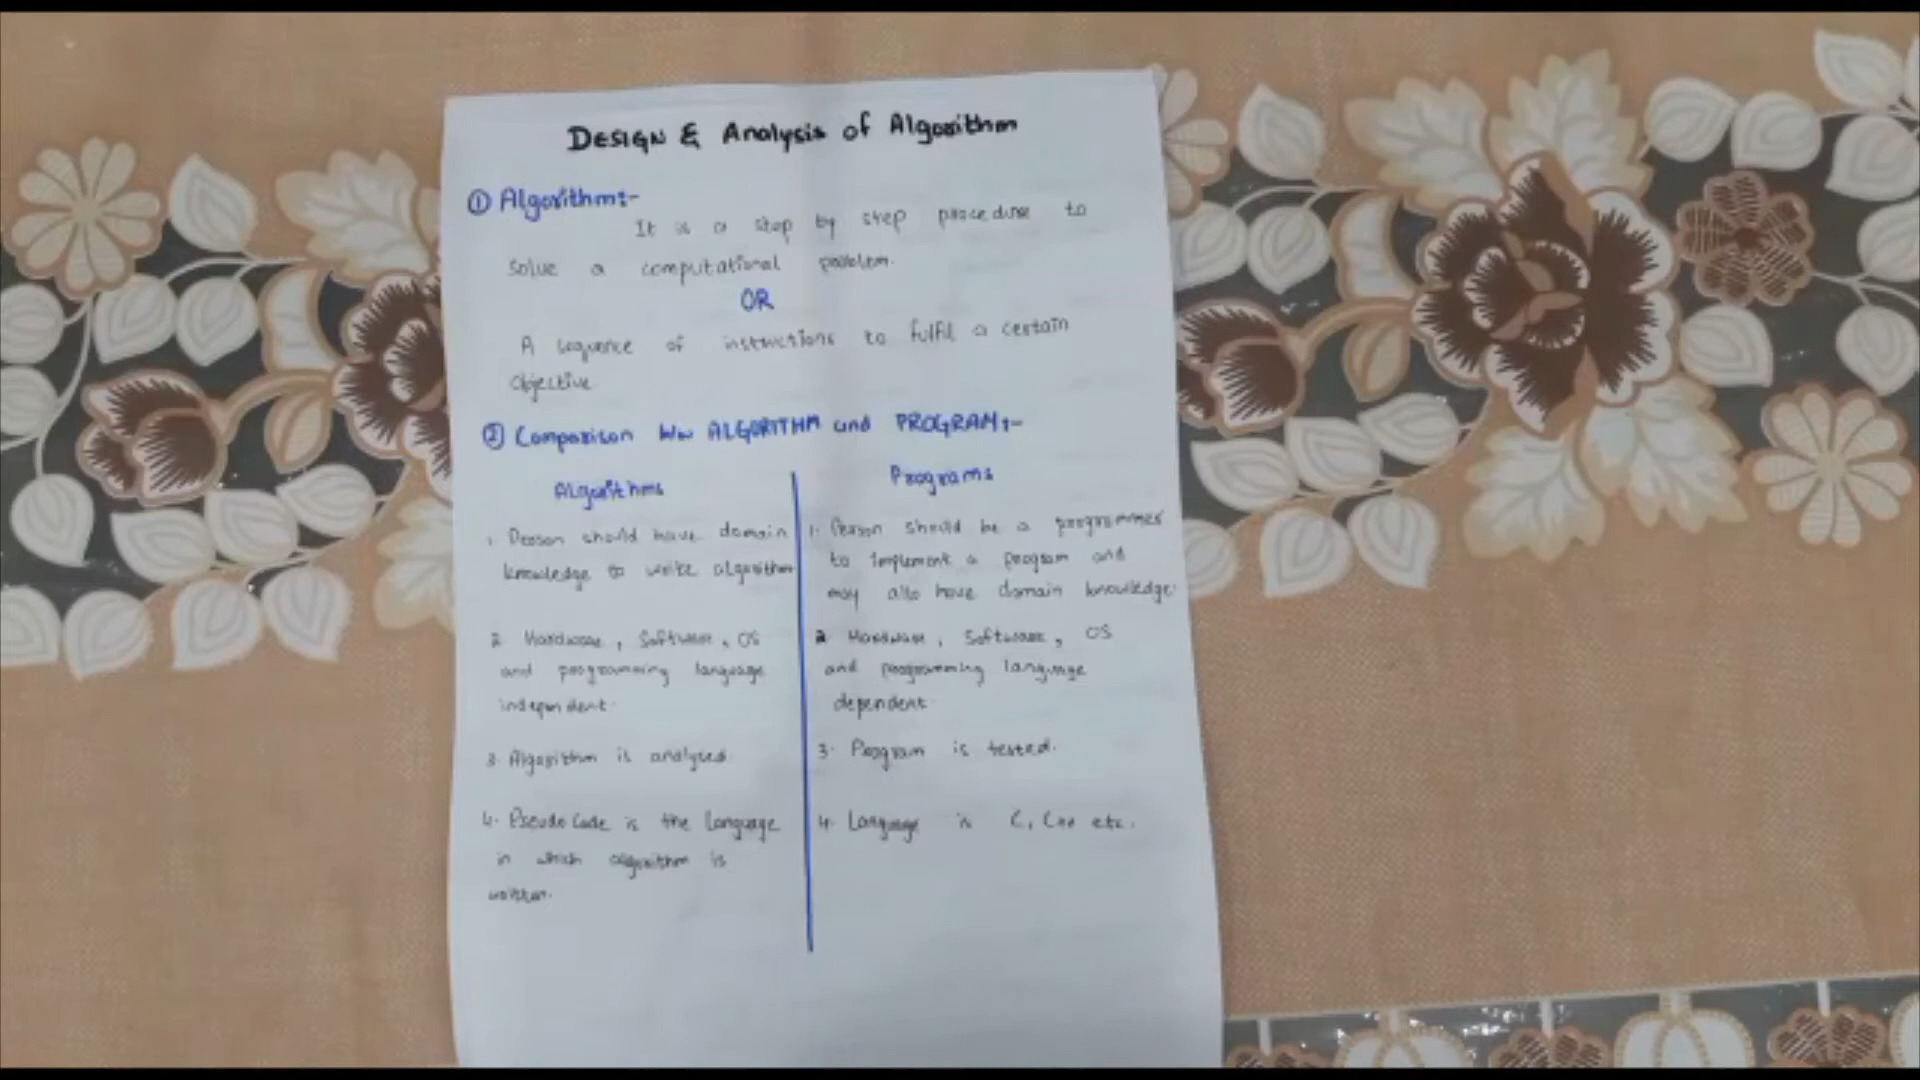 DESIGN & Analysis of Algorithm
① Algorithm:-
It is a step by step procedure to
solve a computational problem.
OR
A sequence of instructions to fulfil a certain
objective
② Comparison b/w ALGORITHM and PROGRAM:-
Algorithms
1. Person should have domain
knowledge to write algorithm
2. Hardware, Software, OS
and programming language
independent.
3. Algorithm is analysed.
4. Pseudo Code is the language
in which algorithm is
written.
Programs
1. Person should be a programmer
to implement a program and
may also have domain knowledge.
2. Hardware, Software, OS
and programming language
dependent.
3. Program is tested.
4. Language is C, C++ etc.